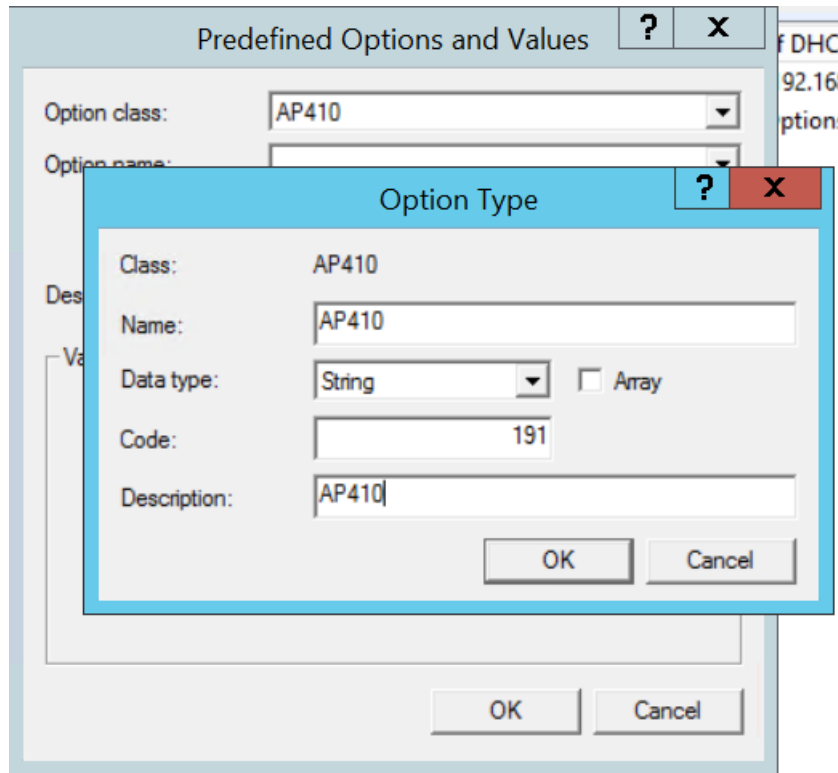 Predefined Options and Values
? X
f DHC
Option class: AP410
92.16
ption
Option name:
Option Type
? X
Class: AP410
Des
Name: AP410
Va
Data type: String Array
Code: 191
Description: AP410
OK Cancel
OK Cancel